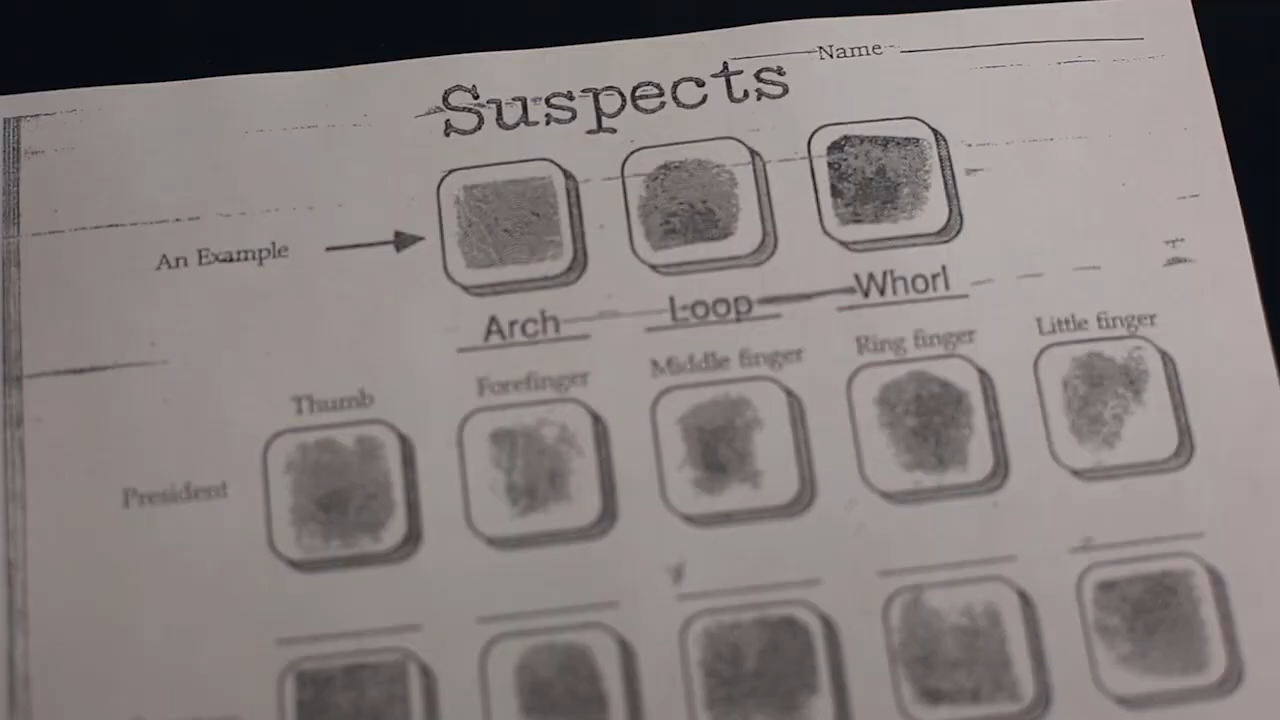 Name
Suspects
An Example
Arch Loop Whorl
Thumb Forefinger Middle finger Ring finger Little finger
President